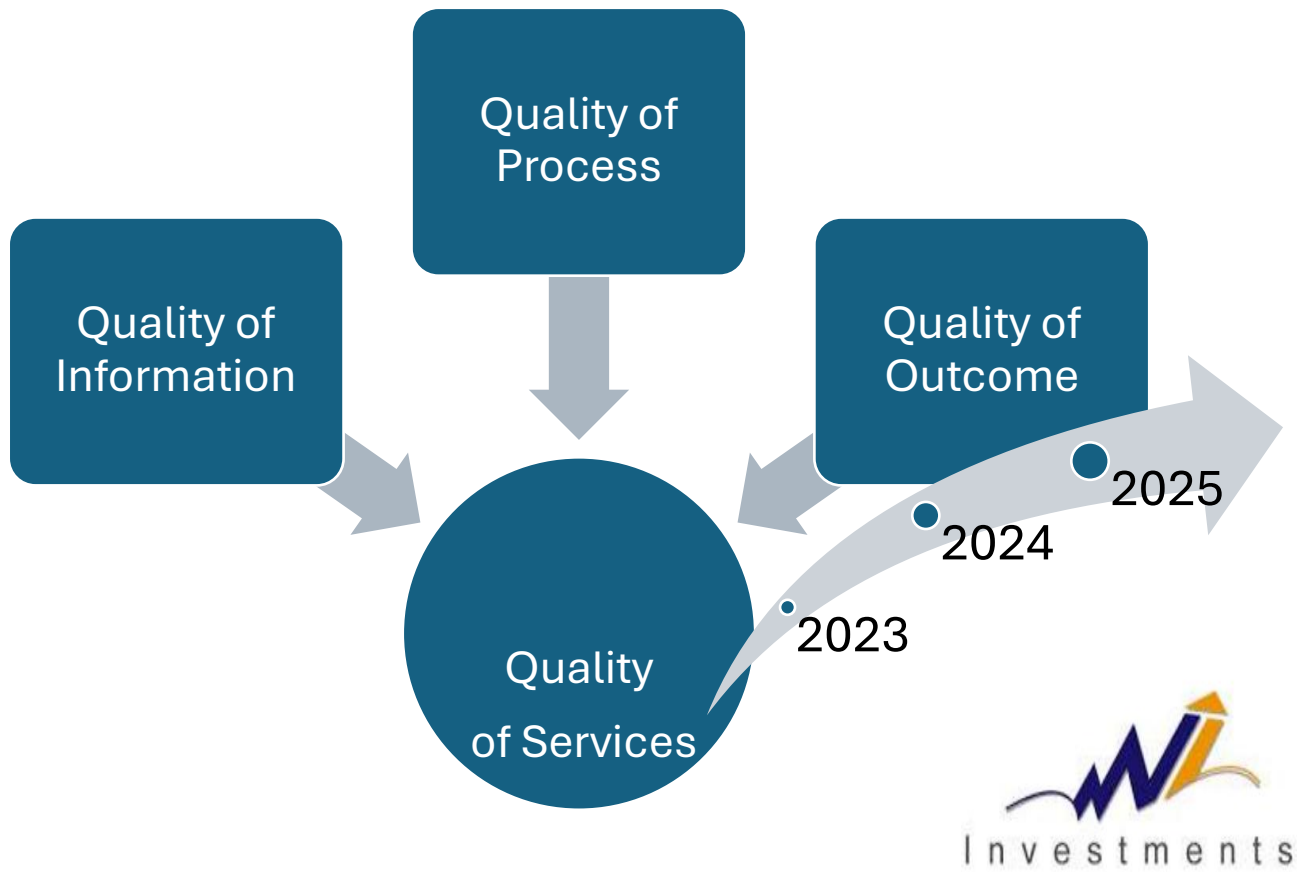 Quality of
Process
Quality of
Information
Quality of
Outcome
2025
2024
2023
Quality
of Services
Investments